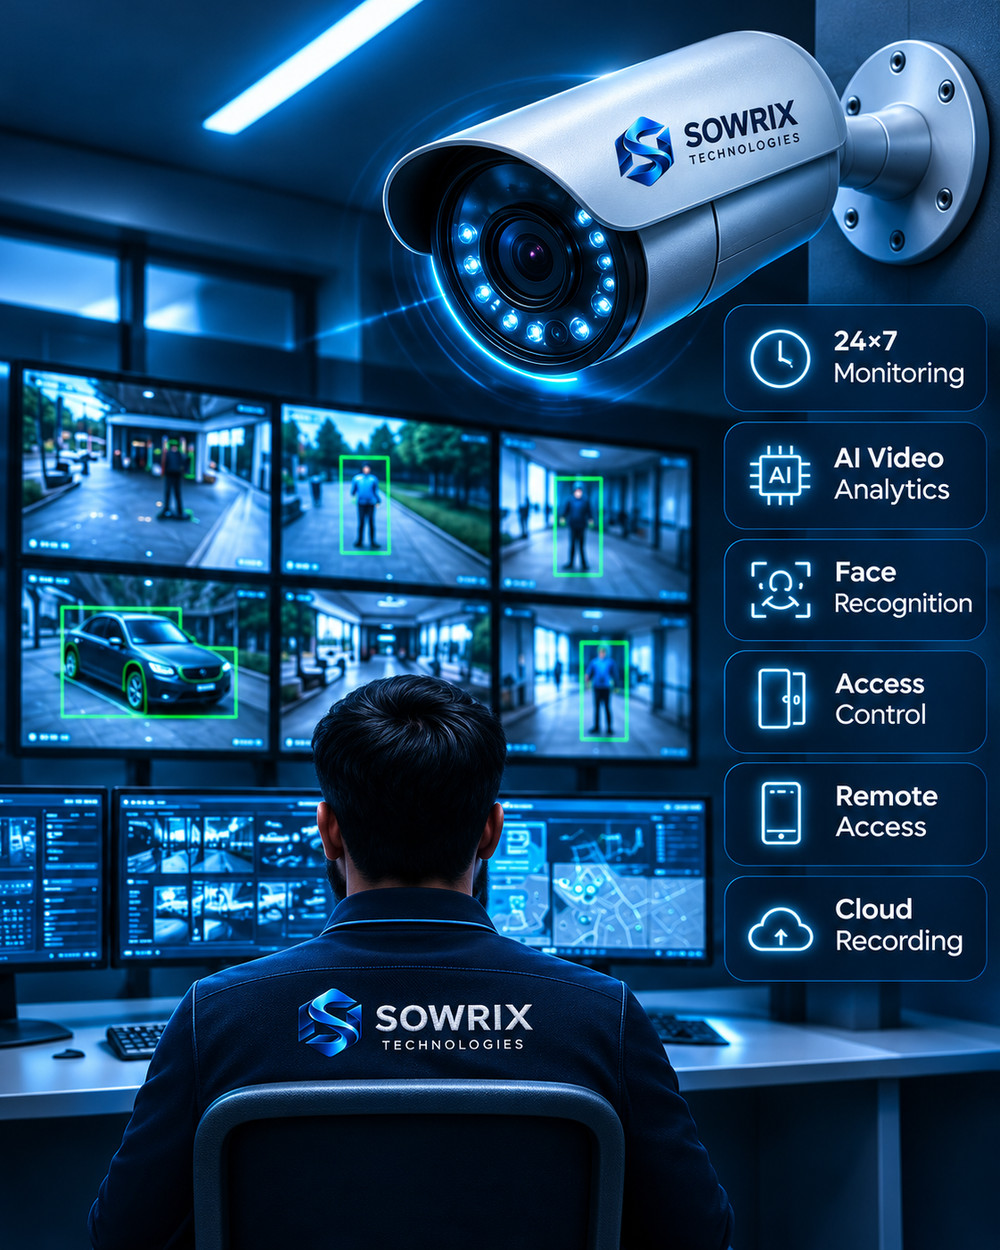 SOWRIX
TECHNOLOGIES
24×7
Monitoring
AI
AI Video
Analytics
Face
Recognition
Access
Control
Remote
Access
Cloud
Recording
SOWRIX
TECHNOLOGIES